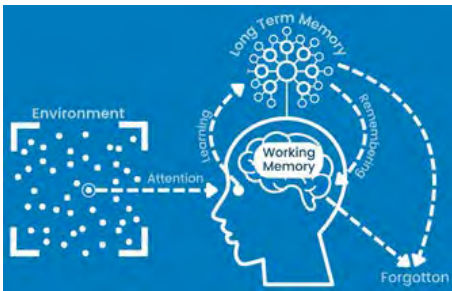 Long Term Memory
Environment
Learning
Remembering
Working
Memory
Attention
Forgotton